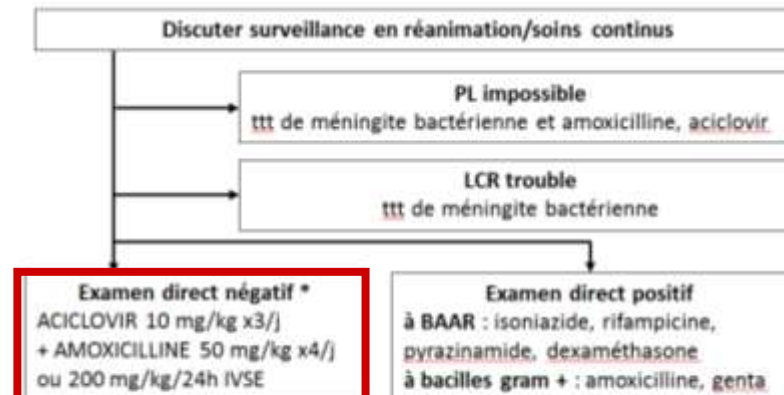 Discuter surveillance en réanimation/soins continus
PL impossible
ttt de méningite bactérienne et amoxicilline, aciclovir
LCR trouble
ttt de méningite bactérienne
Examen direct négatif *
ACICLOVIR 10 mg/kg x3/j
+ AMOXICILLINE 50 mg/kg x4/j
ou 200 mg/kg/24h IVSE
Examen direct positif
à BAAR : isoniazide, rifampicine,
pyrazinamide, dexaméthasone
à bacilles gram + : amoxicilline, genta